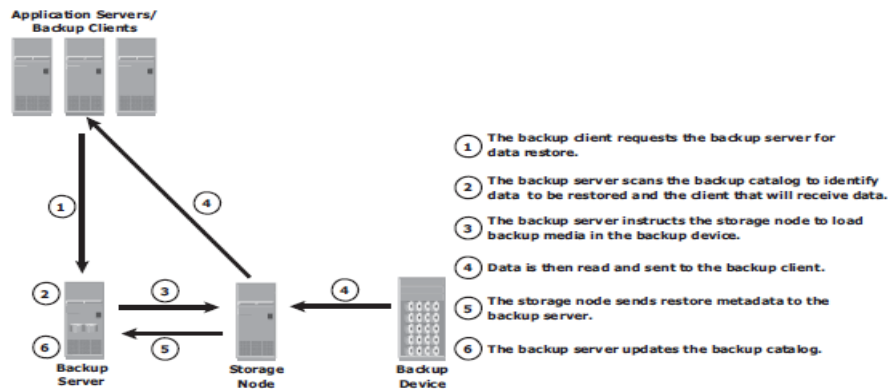 Application Servers/
Backup Clients
1
4
2
3
4
6
5
Backup
Server
Storage
Node
Backup
Device
1 The backup client requests the backup server for
data restore.
2 The backup server scans the backup catalog to identify
data to be restored and the client that will receive data.
3 The backup server instructs the storage node to load
backup media in the backup device.
4 Data is then read and sent to the backup client.
5 The storage node sends restore metadata to the
backup server.
6 The backup server updates the backup catalog.